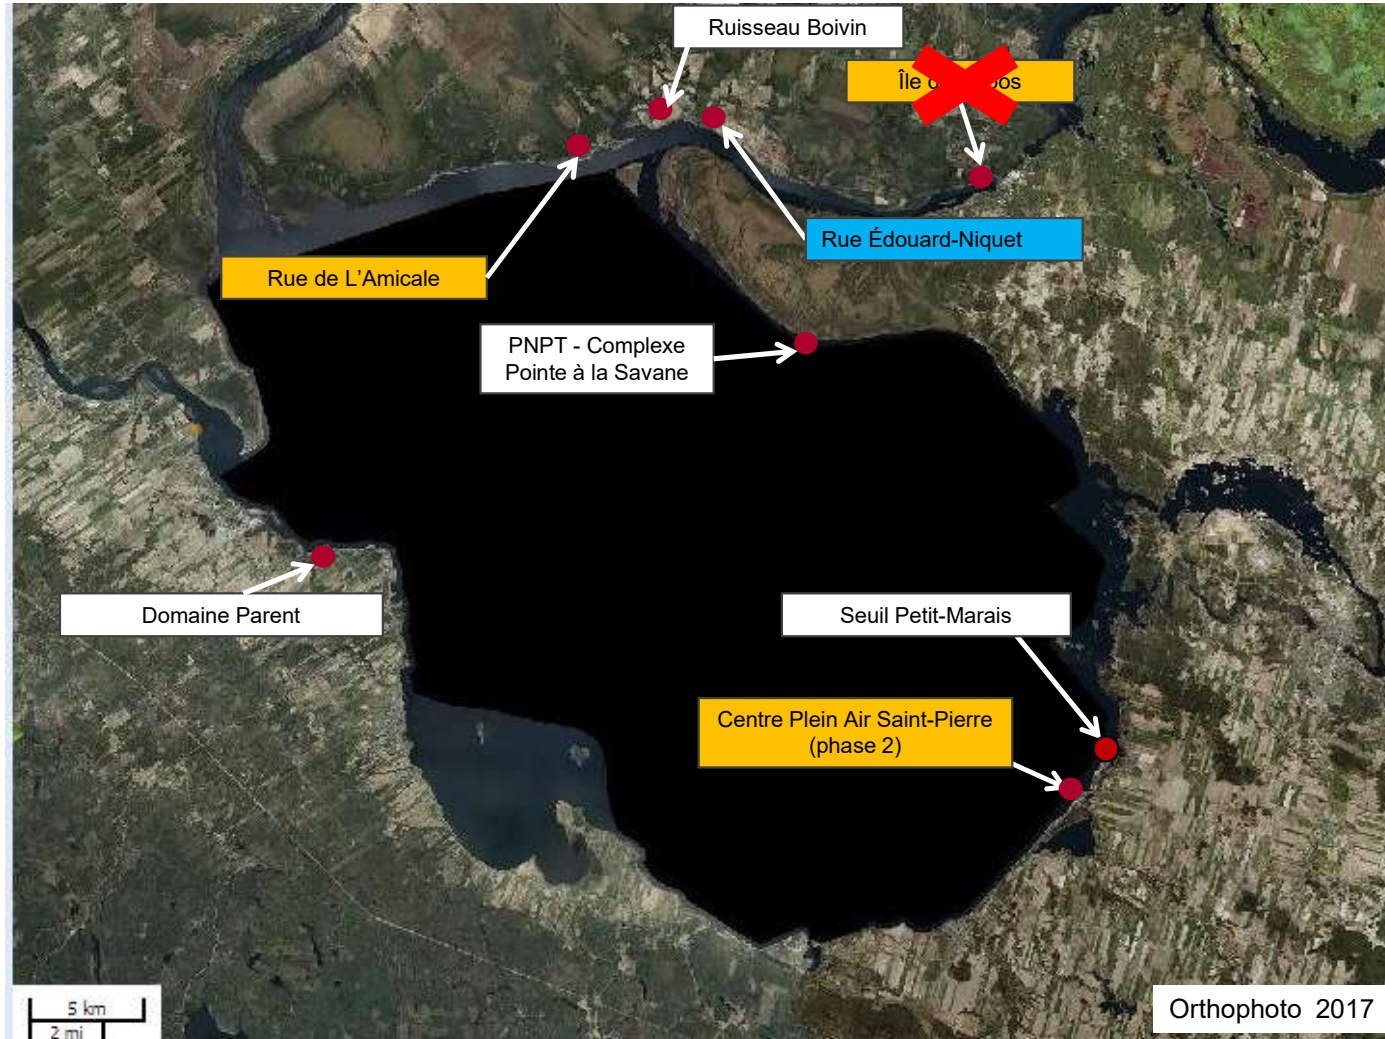 Ruisseau Boivin
Île
Rue Édouard-Niquet
Rue de L'Amicale
PNPT - Complexe
Pointe à la Savane
Domaine Parent
Seuil Petit-Marais
Centre Plein Air Saint-Pierre
(phase 2)
5 km
2 mi
Orthophoto 2017